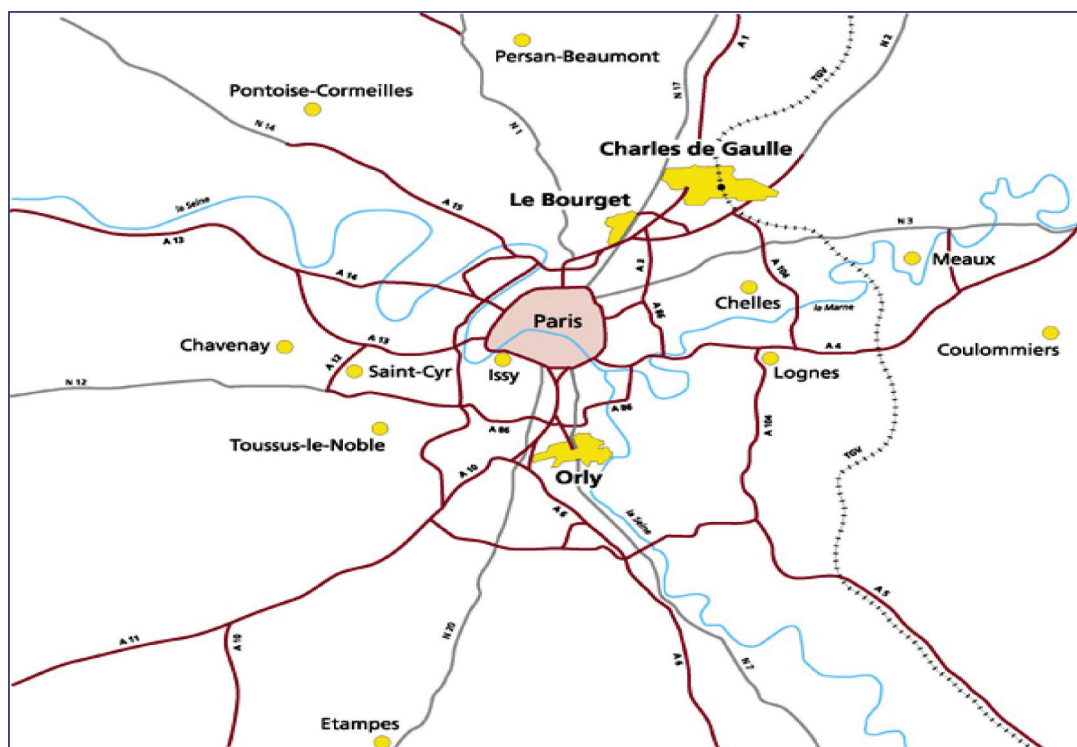 Persan-Beaumont
A 1
N 2
TGV
Pontoise-Cormeilles
N 17
N 14
N 1
Charles de Gaulle
Le Bourget
la Seine
A 15
A 13
N 3
A 14
A 3
A 104
Meaux
Chelles
la Marne
A 86
Paris
Chavenay
A 13
A 12
Saint-Cyr
Issy
A 4
Coulommiers
Lognes
N 12
A 86
A 86
A 104
Toussus-le-Noble
TGV
A 10
Orly
A 6
la Seine
A 5
A 11
A 10
N 20
A 6
N 7
Etampes